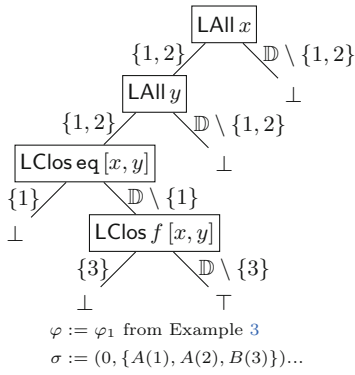 LAll x
{1, 2} 𝔻 \ {1, 2}
LAll y ⊥
{1, 2} 𝔻 \ {1, 2}
LClos eq [x, y] ⊥
{1} 𝔻 \ {1}
⊥ LClos f [x, y]
{3} 𝔻 \ {3}
⊥ ⊤
φ := φ₁ from Example 3
σ := (0, {A(1), A(2), B(3)})...